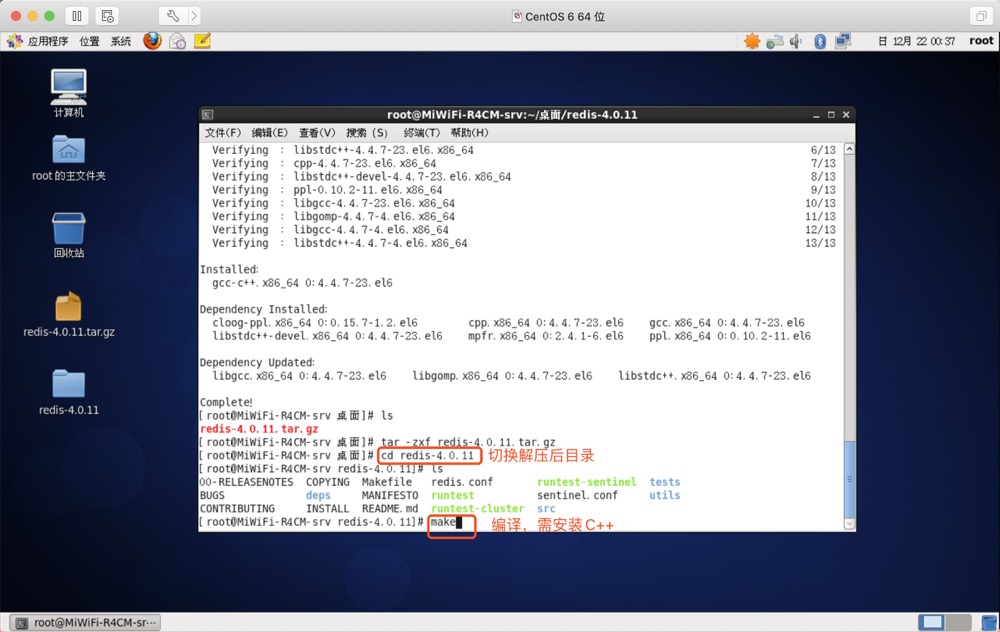 CentOS 6 64 位
应用程序 位置 系统
日 12月 22 00:37 root
计算机
root 的主文件夹
回收站
redis-4.0.11.tar.gz
redis-4.0.11
root@MiWiFi-R4CM-srv:~/桌面/redis-4.0.11
文件(F) 编辑(E) 查看(V) 搜索 (S) 终端(T) 帮助(H)
Verifying : libstdc++-4.4.7-23.el6.x86_64 6/13
Verifying : cpp-4.4.7-23.el6.x86_64 7/13
Verifying : libstdc++-devel-4.4.7-23.el6.x86_64 8/13
Verifying : ppl-0.10.2-11.el6.x86_64 9/13
Verifying : libgcc-4.4.7-23.el6.x86_64 10/13
Verifying : libgomp-4.4.7-4.el6.x86_64 11/13
Verifying : libgcc-4.4.7-4.el6.x86_64 12/13
Verifying : libstdc++-4.4.7-4.el6.x86_64 13/13
Installed:
gcc-c++.x86_64 0:4.4.7-23.el6
Dependency Installed:
cloog-ppl.x86_64 0:0.15.7-1.2.el6 cpp.x86_64 0:4.4.7-23.el6 gcc.x86_64 0:4.4.7-23.el6
libstdc++-devel.x86_64 0:4.4.7-23.el6 mpfr.x86_64 0:2.4.1-6.el6 ppl.x86_64 0:0.10.2-11.el6
Dependency Updated:
libgcc.x86_64 0:4.4.7-23.el6 libgomp.x86_64 0:4.4.7-23.el6 libstdc++.x86_64 0:4.4.7-23.el6
Complete!
[root@MiWiFi-R4CM-srv 桌面]# ls
redis-4.0.11.tar.gz
[root@MiWiFi-R4CM-srv 桌面]# tar -zxf redis-4.0.11.tar.gz
[root@MiWiFi-R4CM-srv 桌面]# cd redis-4.0.11 切换解压后目录
[root@MiWiFi-R4CM-srv redis-4.0.11]# ls
00-RELEASENOTES COPYING Makefile redis.conf runtest-sentinel tests
BUGS deps MANIFESTO runtest sentinel.conf utils
CONTRIBUTING INSTALL README.md runtest-cluster src
[root@MiWiFi-R4CM-srv redis-4.0.11]# make 编译，需安装C++
root@MiWiFi-R4CM-sr···